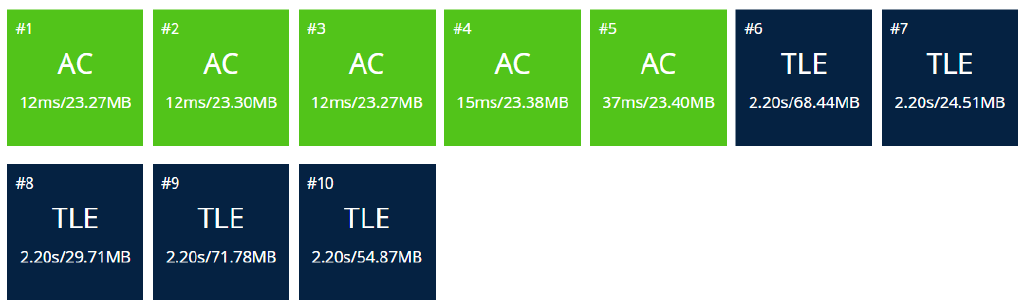 #1 #2 #3 #4 #5 #6 #7
AC AC AC AC AC TLE TLE
12ms/23.27MB 12ms/23.30MB 12ms/23.27MB 15ms/23.38MB 37ms/23.40MB 2.20s/68.44MB 2.20s/24.51MB
#8 #9 #10
TLE TLE TLE
2.20s/29.71MB 2.20s/71.78MB 2.20s/54.87MB